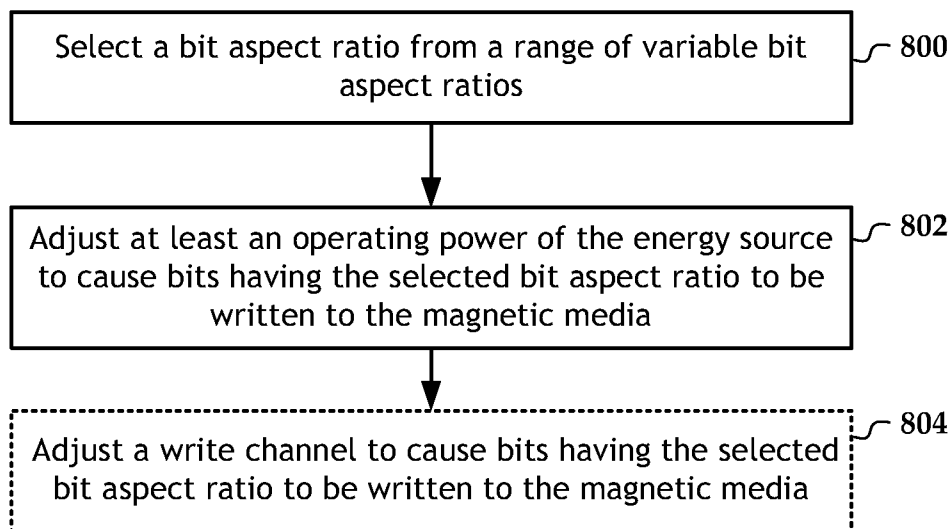 Select a bit aspect ratio from a range of variable bit
aspect ratios
800
Adjust at least an operating power of the energy source
to cause bits having the selected bit aspect ratio to be
written to the magnetic media
802
Adjust a write channel to cause bits having the selected
bit aspect ratio to be written to the magnetic media
804